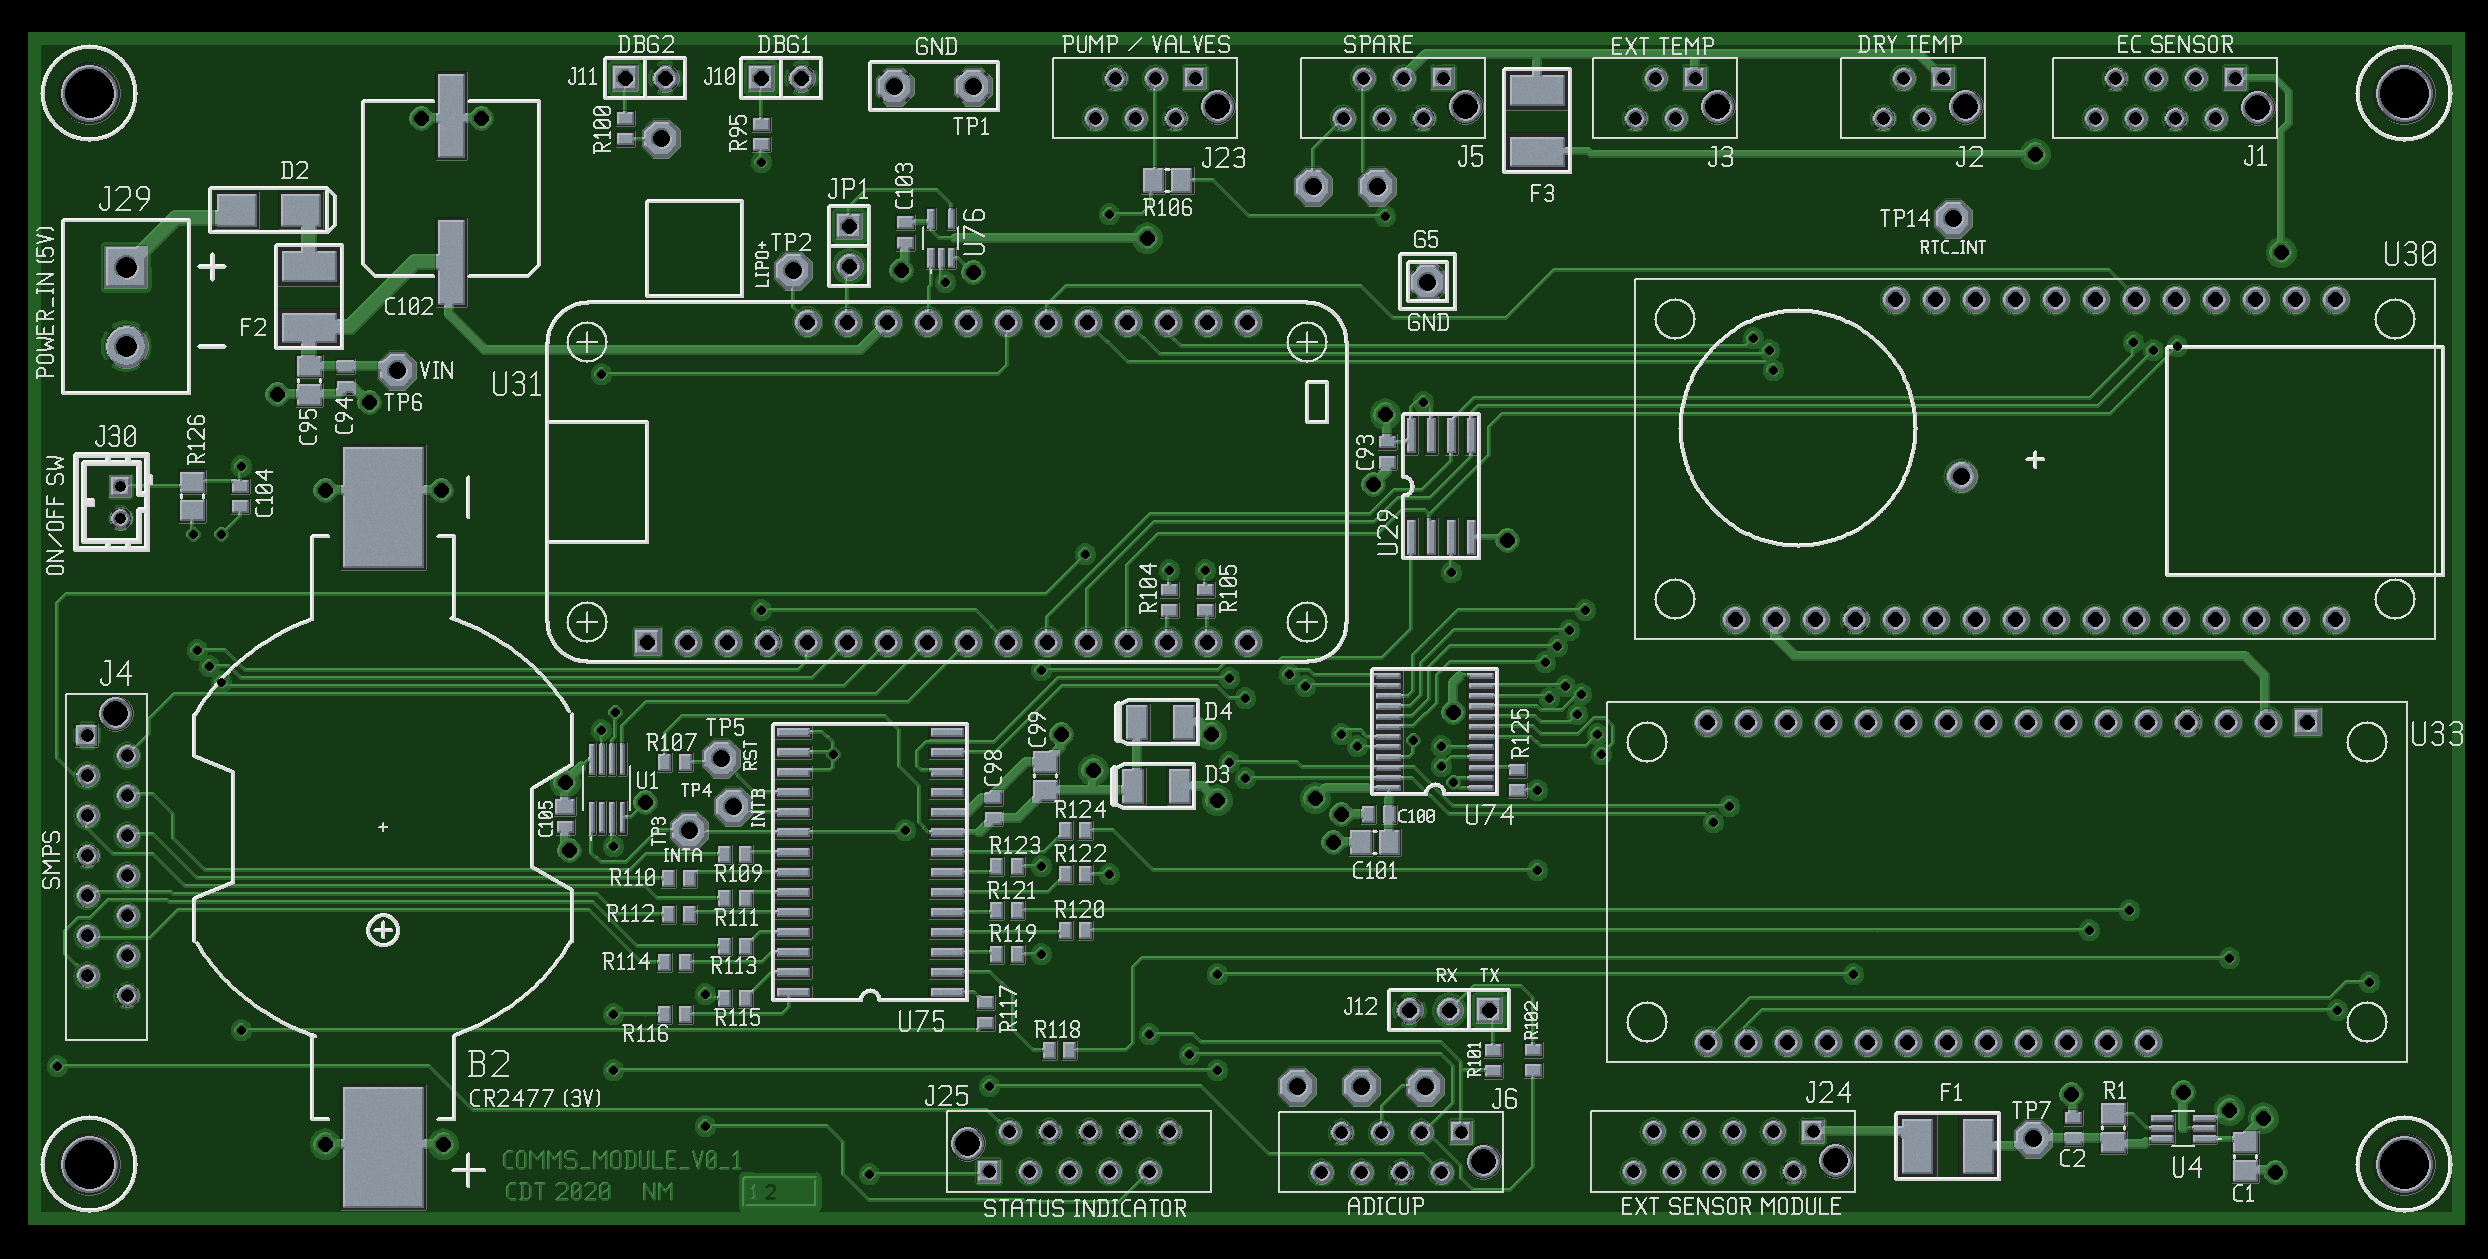 DBG2
DBG1
GND
PUMP / VALVES
SPARE
EXT TEMP
DRY TEMP
EC SENSOR
J11
J10
R100
R95
TP1
J23
J5
J3
J2
J1
D2
J29
JP1
C103
R106
F3
TP14
RTC_INT
U76
TP2
LIPO+
G5
GND
U30
POWER_IN (5V)
+
−
F2
C102
VIN
TP6
U31
C95
C94
J30
R126
ON/OFF SW
C104
C93
U29
+
R104
R105
J4
SMPS
R107
TP5
RST
U1
TP4
INTB
TP3
INTA
C105
C99
C98
D4
D3
R125
U33
R124
C100
U74
C101
R123
R122
R109
R110
R121
R111
R112
R120
R119
R113
R114
R115
R116
R117
U75
R118
RX
TX
J12
R102
R101
B2
CR2477 (3V)
+
J25
J6
J24
F1
TP7
R1
C2
U4
C1
COMMS_MODULE_V0_1
CDT 2020 NM
1 2
STATUS INDICATOR
ADICUP
EXT SENSOR MODULE